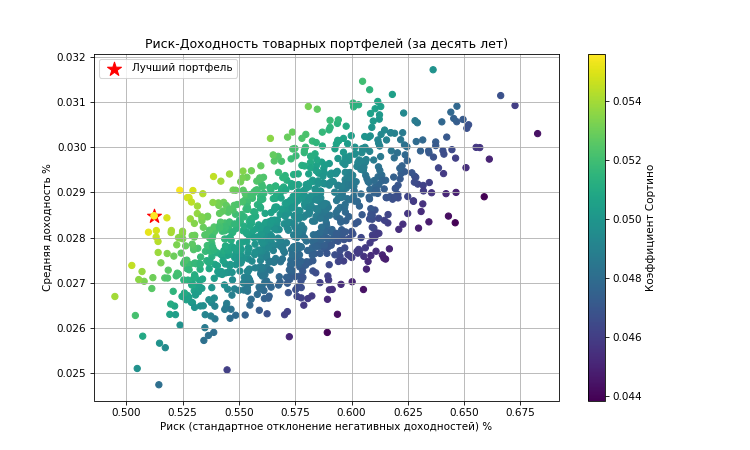 Риск-Доходность товарных портфелей (за десять лет)
Лучший портфель
Средняя доходность %
0.032
0.031
0.030
0.029
0.028
0.027
0.026
0.025
0.500 0.525 0.550 0.575 0.600 0.625 0.650 0.675
Риск (стандартное отклонение негативных доходностей) %
0.054
0.052
0.050
0.048
0.046
0.044
Коэффициент Сортино